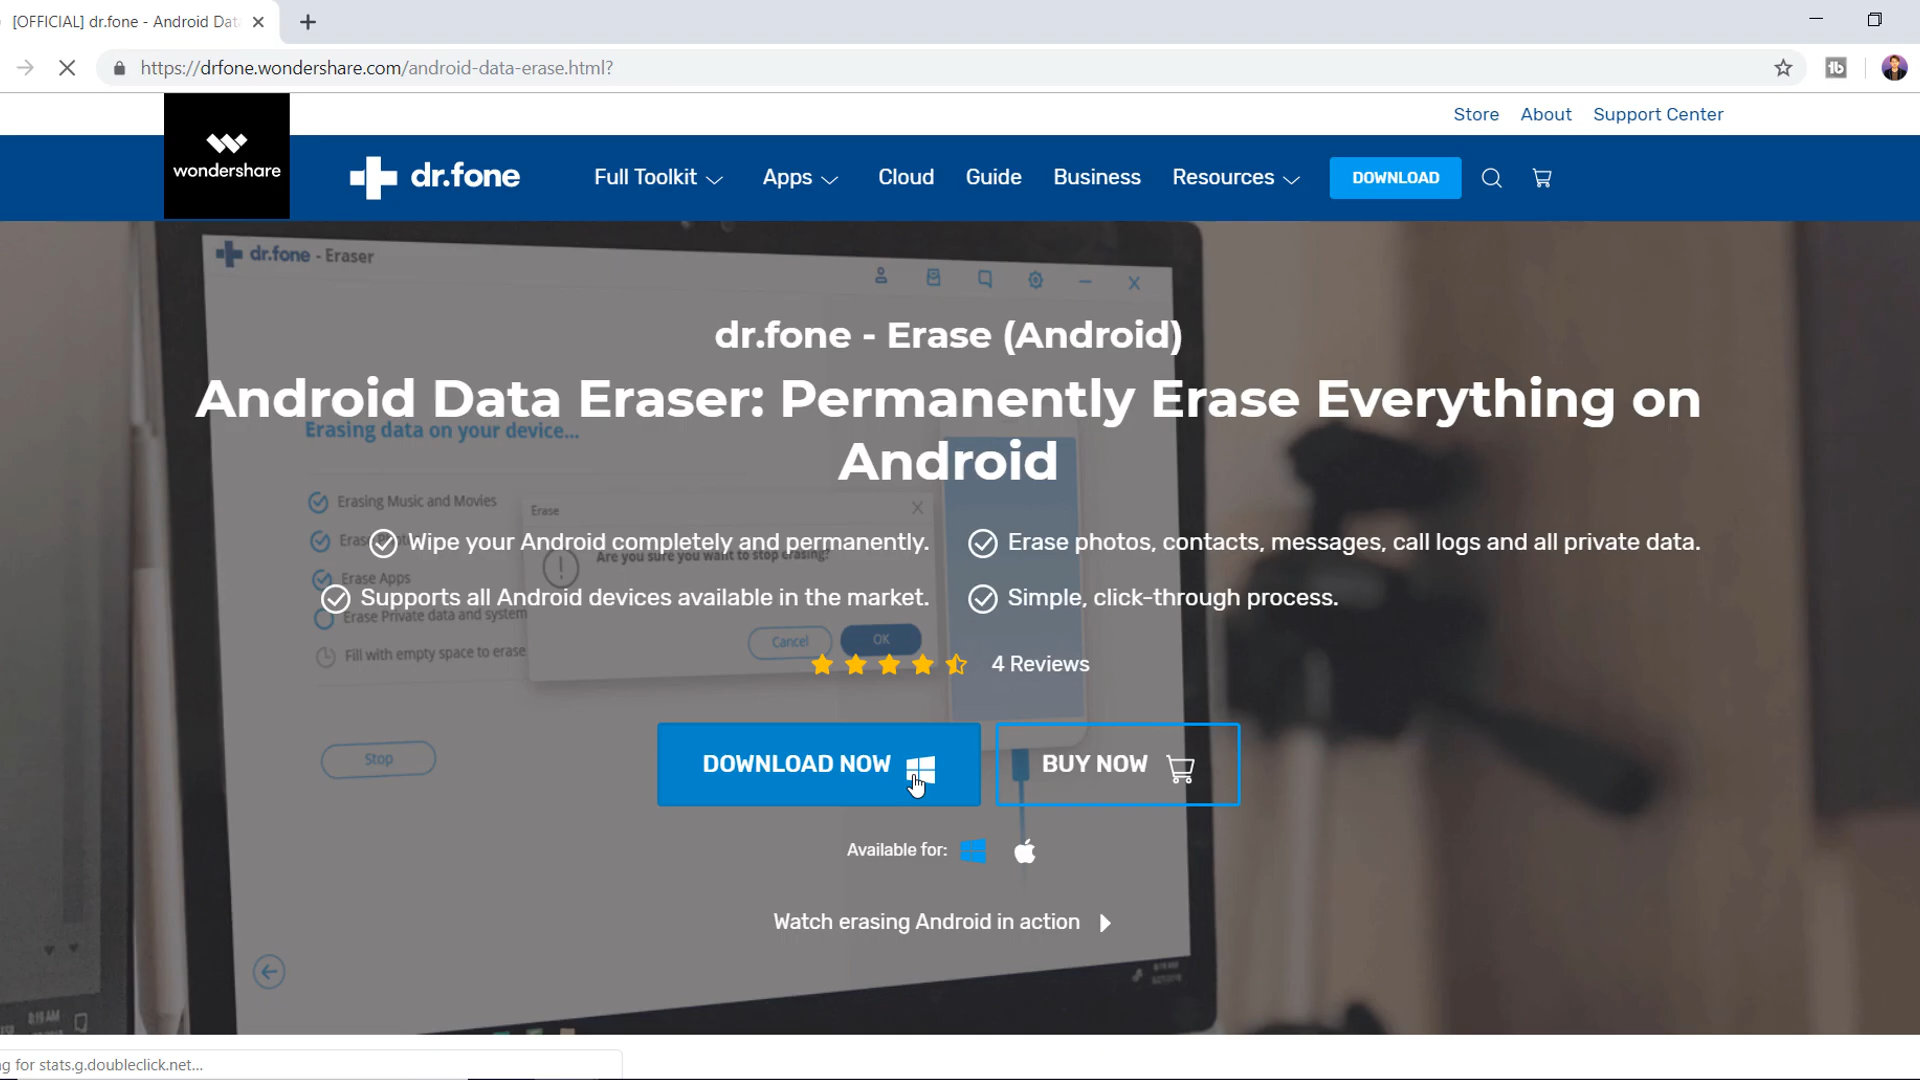 [OFFICIAL] dr.fone - Android Data
https://drfone.wondershare.com/android-data-erase.html?
Store About Support Center
wondershare
dr.fone Full Toolkit Apps Cloud Guide Business Resources DOWNLOAD
dr.fone - Eraser
dr.fone - Erase (Android)
Android Data Eraser: Permanently Erase Everything on
Android
Erasing data on your device...
Erasing Music and Movies
Erase
Wipe your Android completely and permanently.
Erase photos, contacts, messages, call logs and all private data.
Are you sure you want to stop erasing?
Erase Apps
Supports all Android devices available in the market.
Simple, click-through process.
Erase Private data and system
Cancel OK
Fill with empty space to erase
4 Reviews
Stop
DOWNLOAD NOW BUY NOW
Available for:
Watch erasing Android in action
g for stats.g.doubleclick.net...